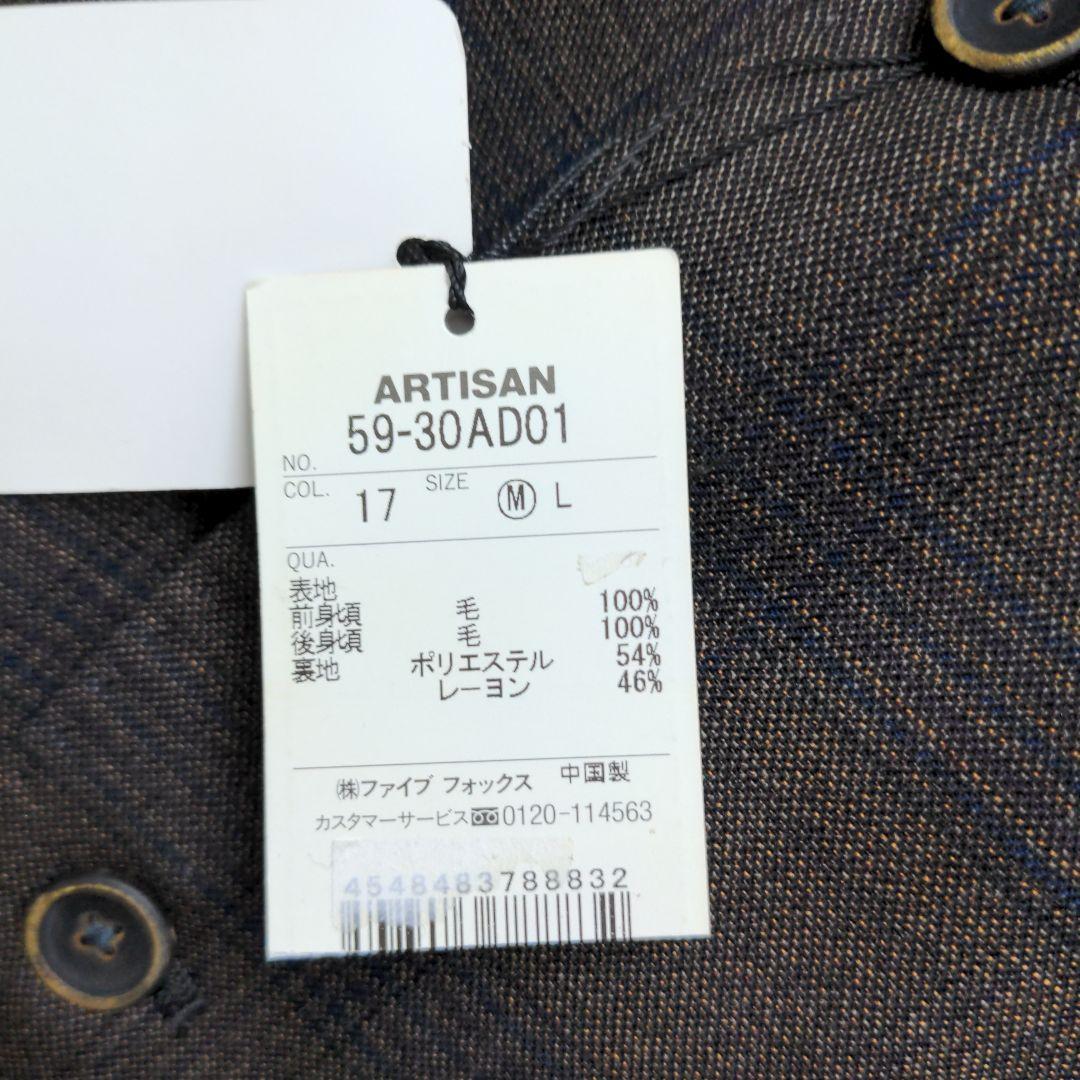 ARTISAN
NO. 59-30AD01
COL. 17 SIZE Ⓜ L
QUA.
表地
前身頃 毛 100%
後身頃 毛 100%
裏地 ポリエステル 54%
レーヨン 46%
㈱ファイブ フォックス 中国製
カスタマーサービス 0120-114563
4548483788832